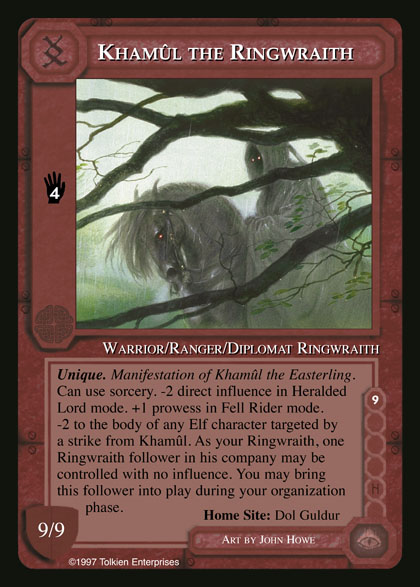 KHAMÛL THE RINGWRAITH
4
WARRIOR/RANGER/DIPLOMAT RINGWRAITH
Unique. Manifestation of Khamûl the Easterling.
Can use sorcery. -2 direct influence in Heralded
Lord mode. +1 prowess in Fell Rider mode.
-2 to the body of any Elf character targeted by
a strike from Khamûl. As your Ringwraith, one
Ringwraith follower in his company may be
controlled with no influence. You may bring
this follower into play during your organization
phase.
9
H
Home Site: Dol Guldur
9/9
ART BY JOHN HOWE
©1997 Tolkien Enterprises